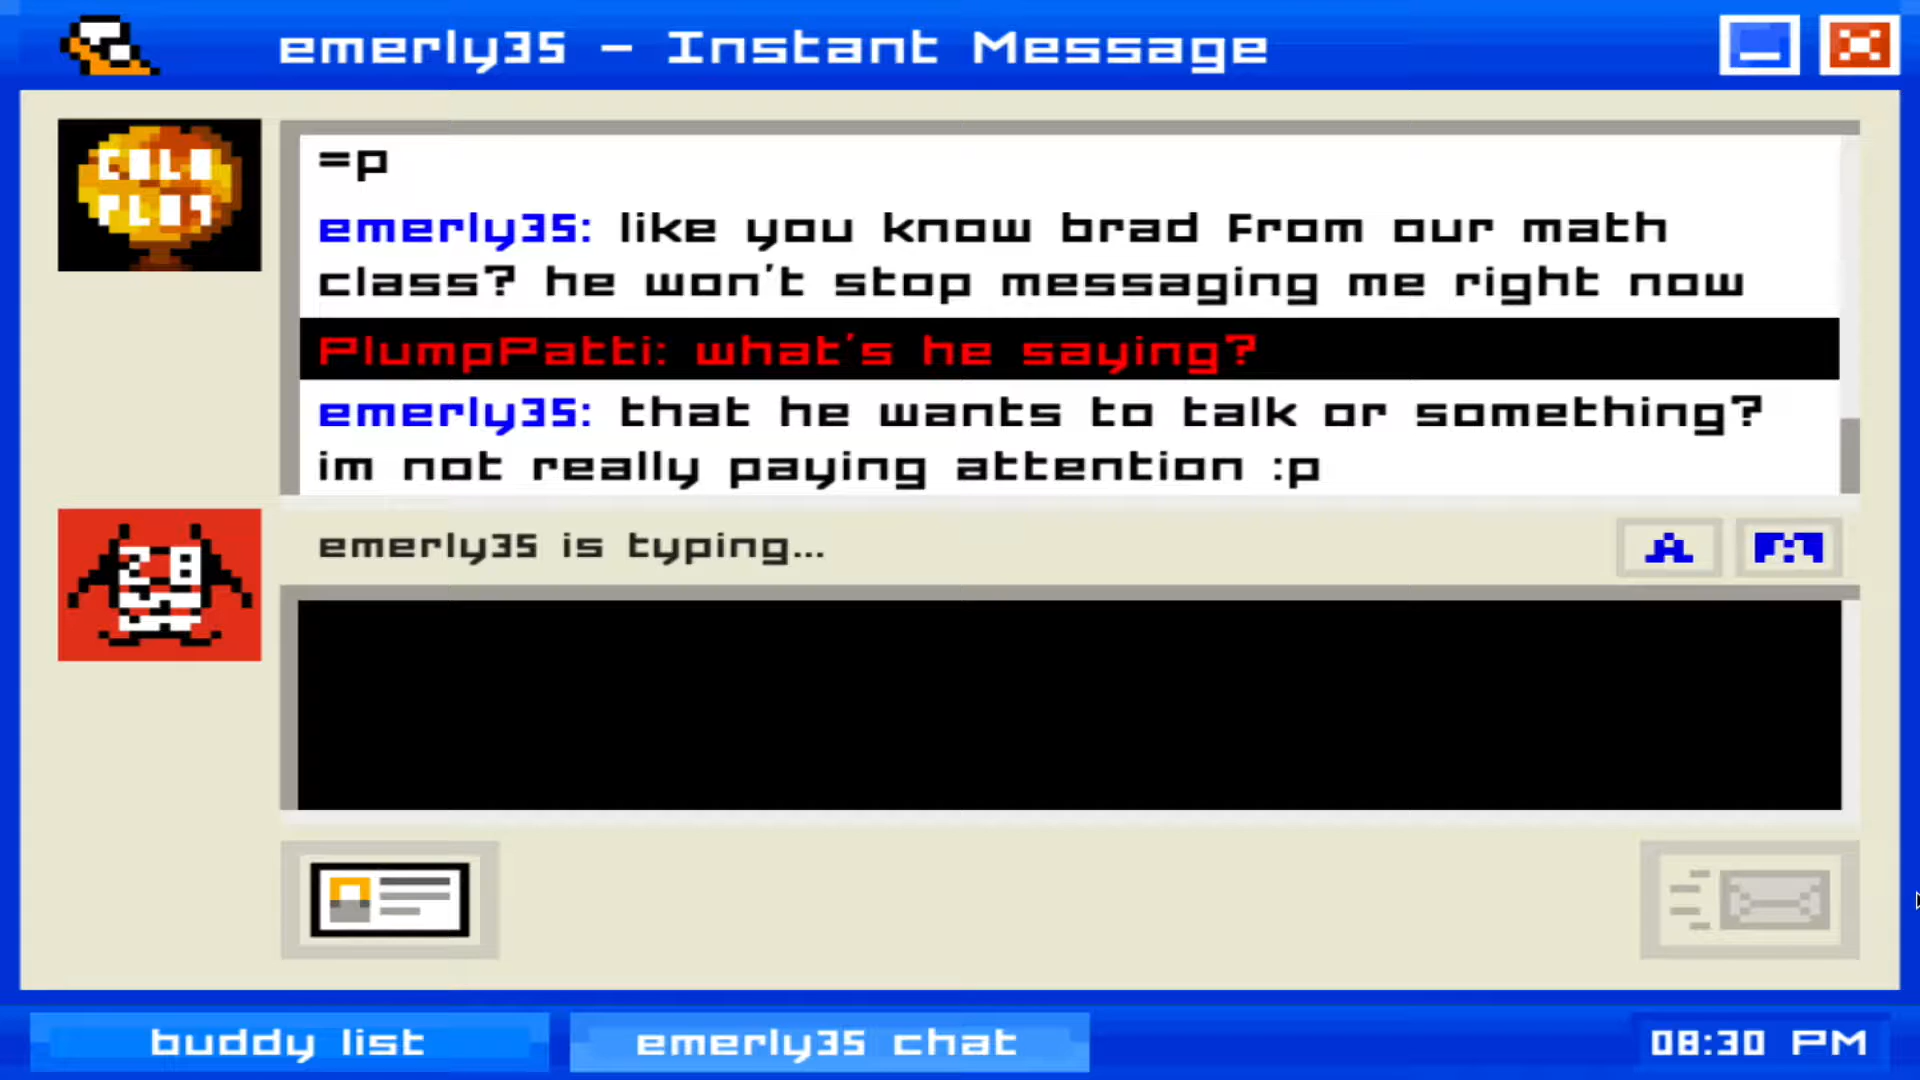 emerly35 - Instant Message
COLD
PLAY
=p
emerly35: like you know brad from our math
class? he won't stop messaging me right now
PlumpPatti: what's he saying?
emerly35: that he wants to talk or something?
im not really paying attention :p
emerly35 is typing...
A
buddy list
emerly35 chat
08:30 PM